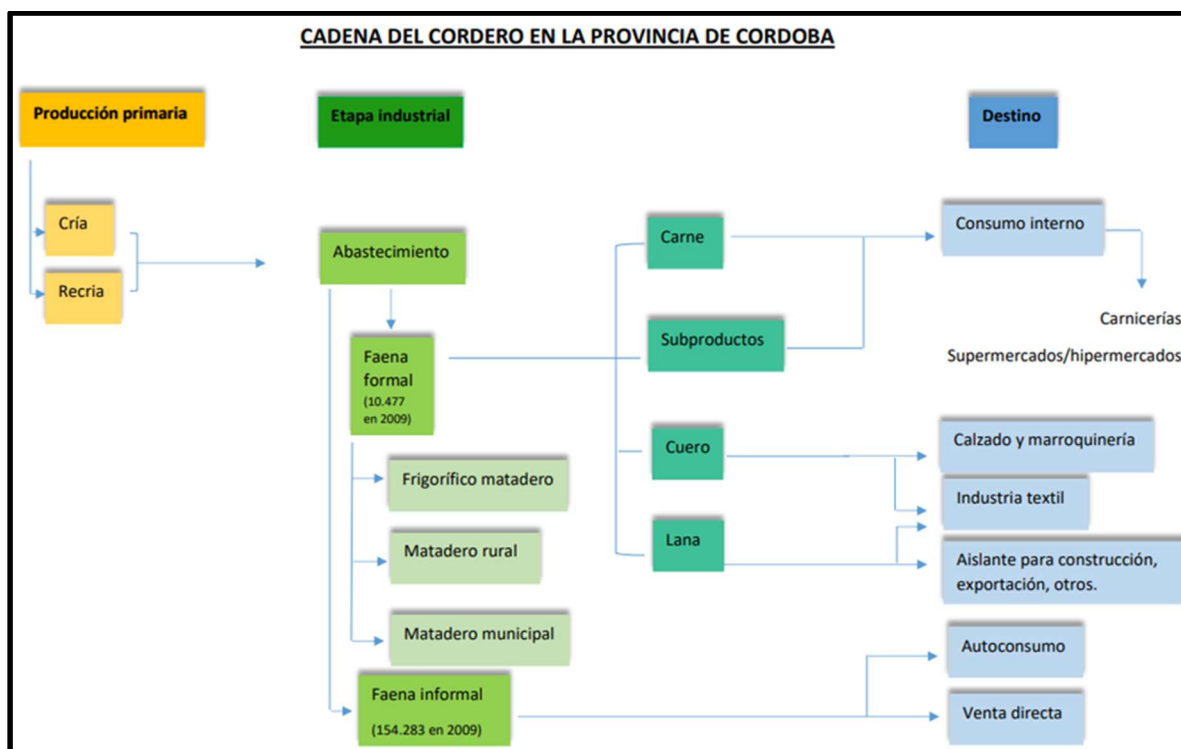 CADENA DEL CORDERO EN LA PROVINCIA DE CORDOBA
Producción primaria
Etapa industrial
Destino
Cría
Recria
Abastecimiento
Faena
formal
(10.477
en 2009)
Frigorífico matadero
Matadero rural
Matadero municipal
Faena informal
(154.283 en 2009)
Carne
Subproductos
Cuero
Lana
Consumo interno
Carnicerías
Supermercados/hipermercados
Calzado y marroquinería
Industria textil
Aislante para construcción,
exportación, otros.
Autoconsumo
Venta directa